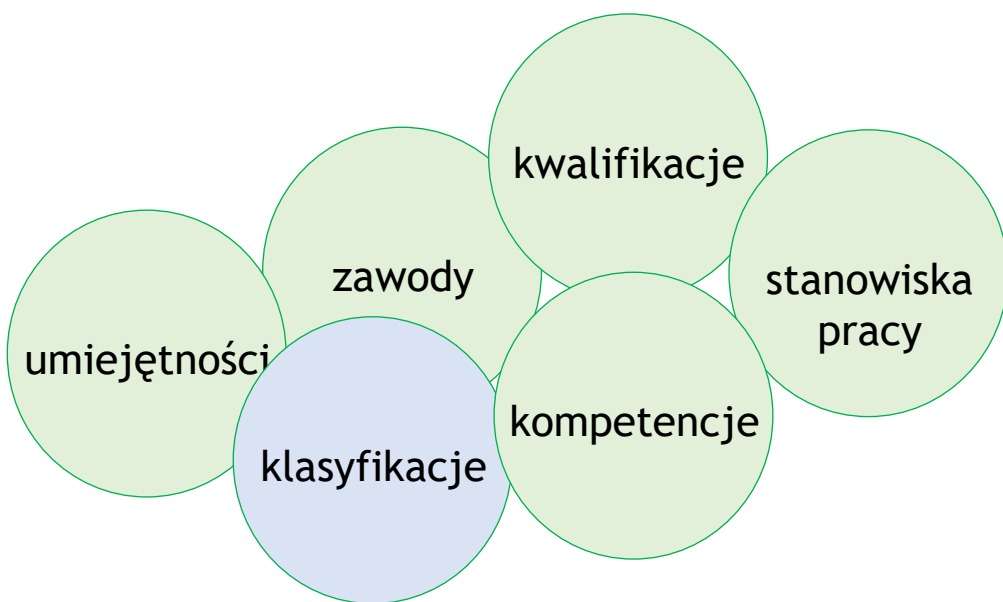 kwalifikacje
zawody
stanowiska
pracy
umiejętności
kompetencje
klasyfikacje